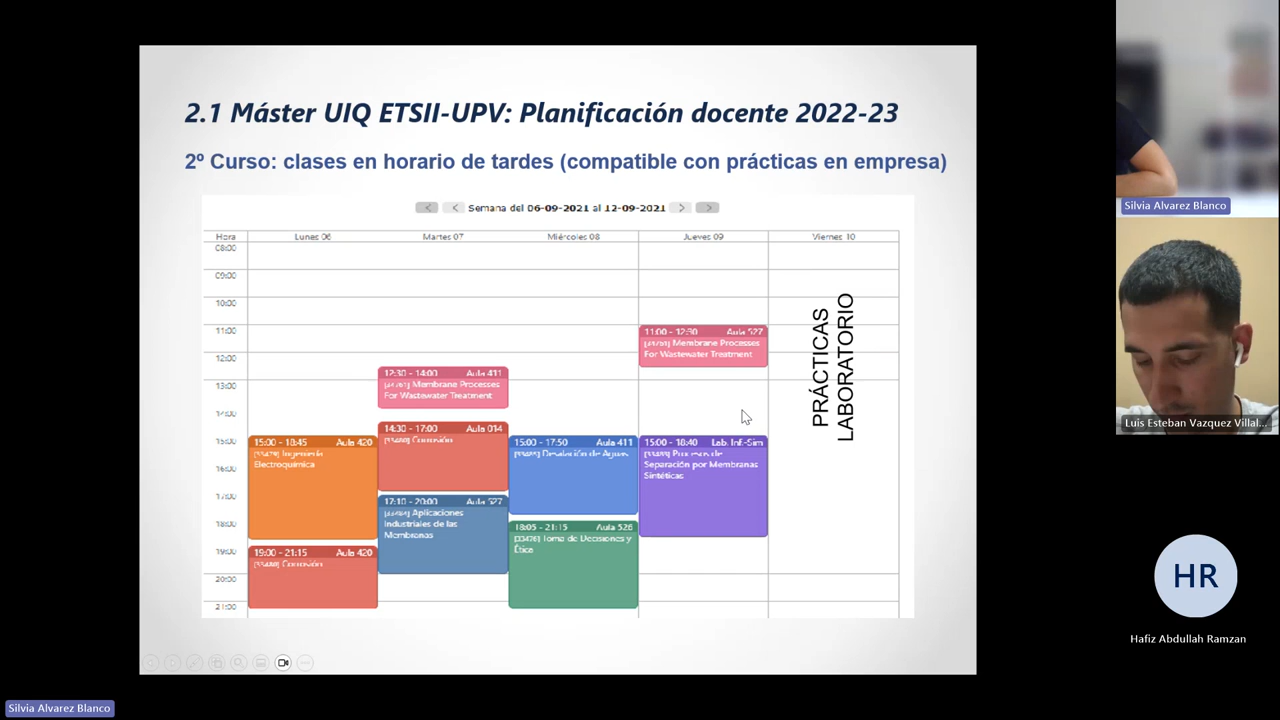 2.1 Máster UIQ ETSII-UPV: Planificación docente 2022-23
2º Curso: clases en horario de tardes (compatible con prácticas en empresa)
Semana del 06-09-2021 al 12-09-2021
Hora Lunes 06 Martes 07 Miércoles 08 Jueves 09 Viernes 10
08:00
09:00
10:00
11:00
12:00
13:00
14:00
15:00
16:00
17:00
18:00
19:00
20:00
21:00
15:00 - 18:45 Aula 420
Ingeniería
Electroquímica
19:00 - 21:15 Aula 420
[33480] Corrosión
12:30 - 14:00 Aula 411
Membrane Processes
For Wastewater Treatment
14:30 - 17:00 Aula 014
[33480] Corrosión
17:10 - 20:00 Aula 527
Aplicaciones
Industriales de las
Membranas
15:00 - 17:50 Aula 411
[33485] Desalación de Aguas
18:05 - 21:15 Aula 526
[33476] Toma de Decisiones y
Ética
11:00 - 12:30 Aula 527
Membrane Processes
For Wastewater Treatment
15:00 - 18:40 Lab. Inf.-Sim
Procesos de
Separación por Membranas
Sintéticas
PRÁCTICAS
LABORATORIO
Silvia Alvarez Blanco
Luis Esteban Vazquez Villal...
HR
Hafiz Abdullah Ramzan
Silvia Alvarez Blanco